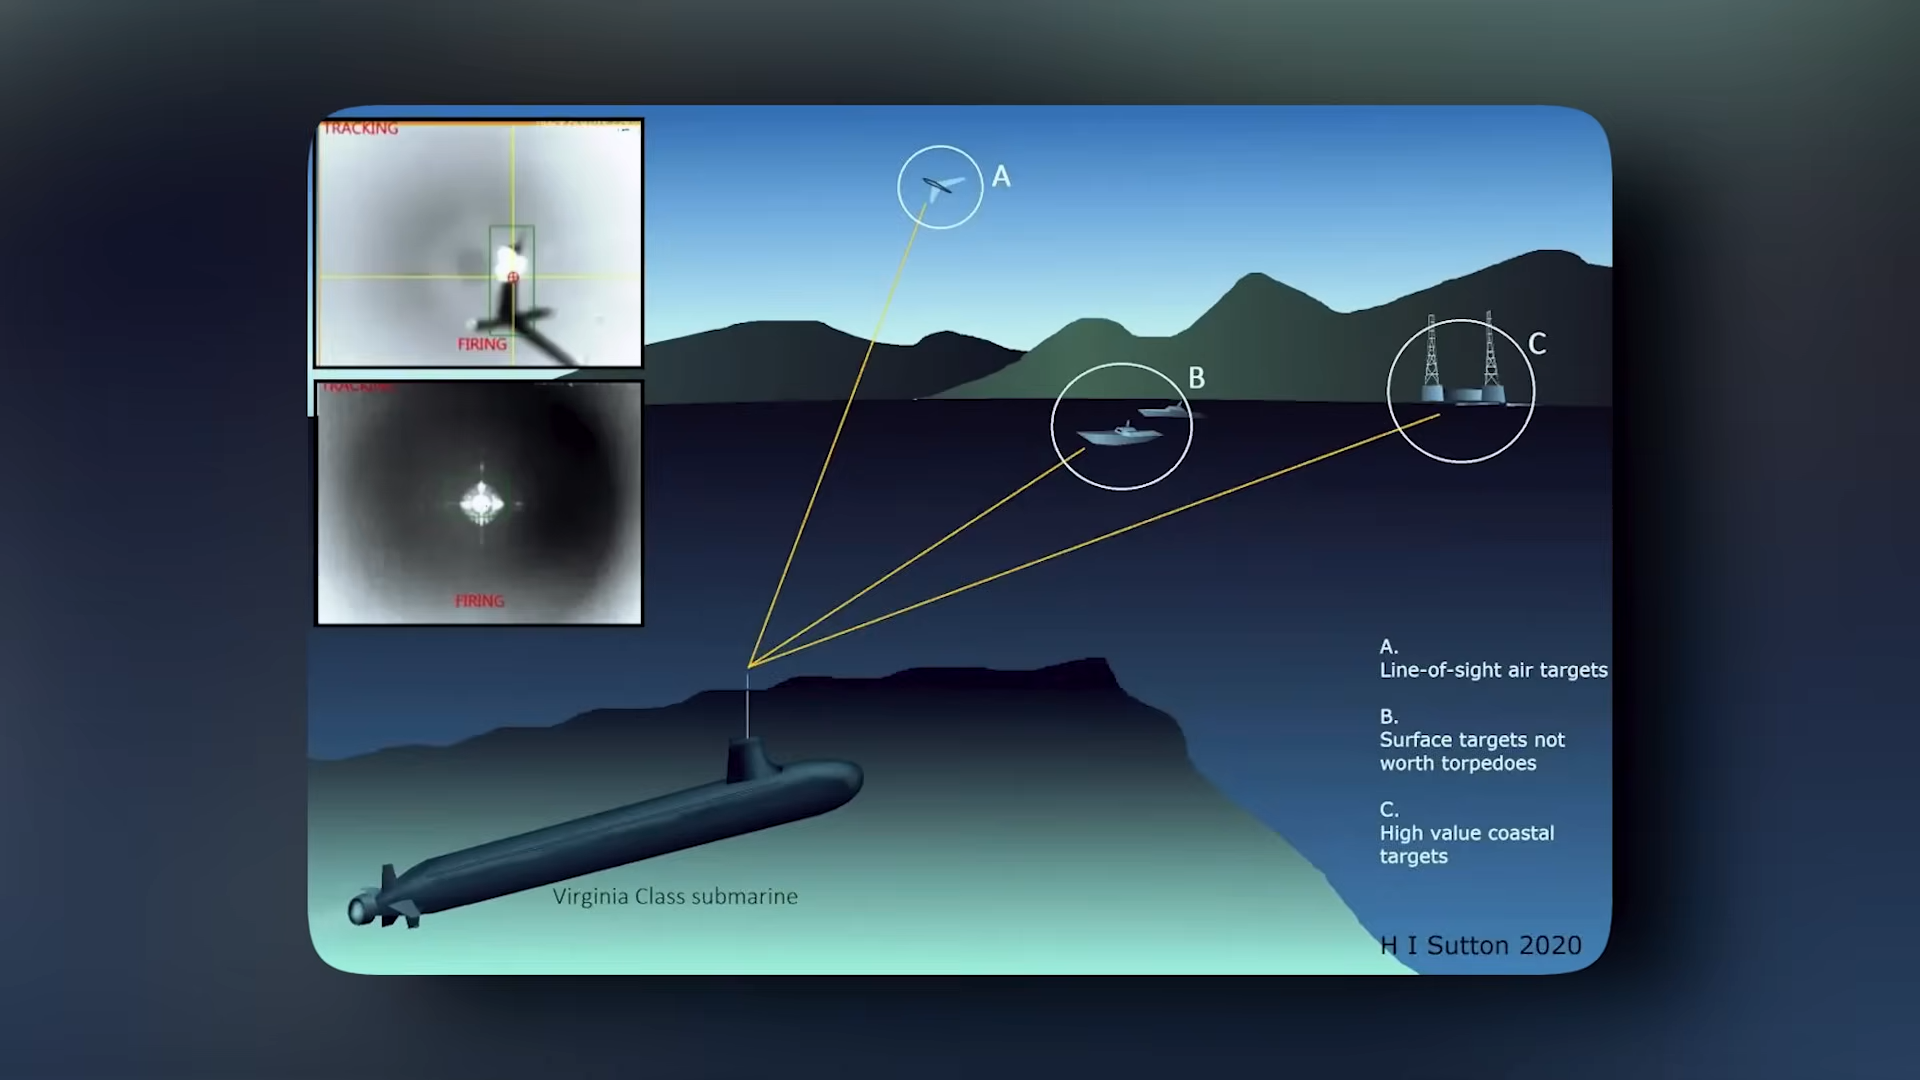 TRACKING
FIRING
TRACKING
FIRING
A
B
C
A.
Line-of-sight air targets
B.
Surface targets not
worth torpedoes
C.
High value coastal
targets
Virginia Class submarine
H I Sutton 2020